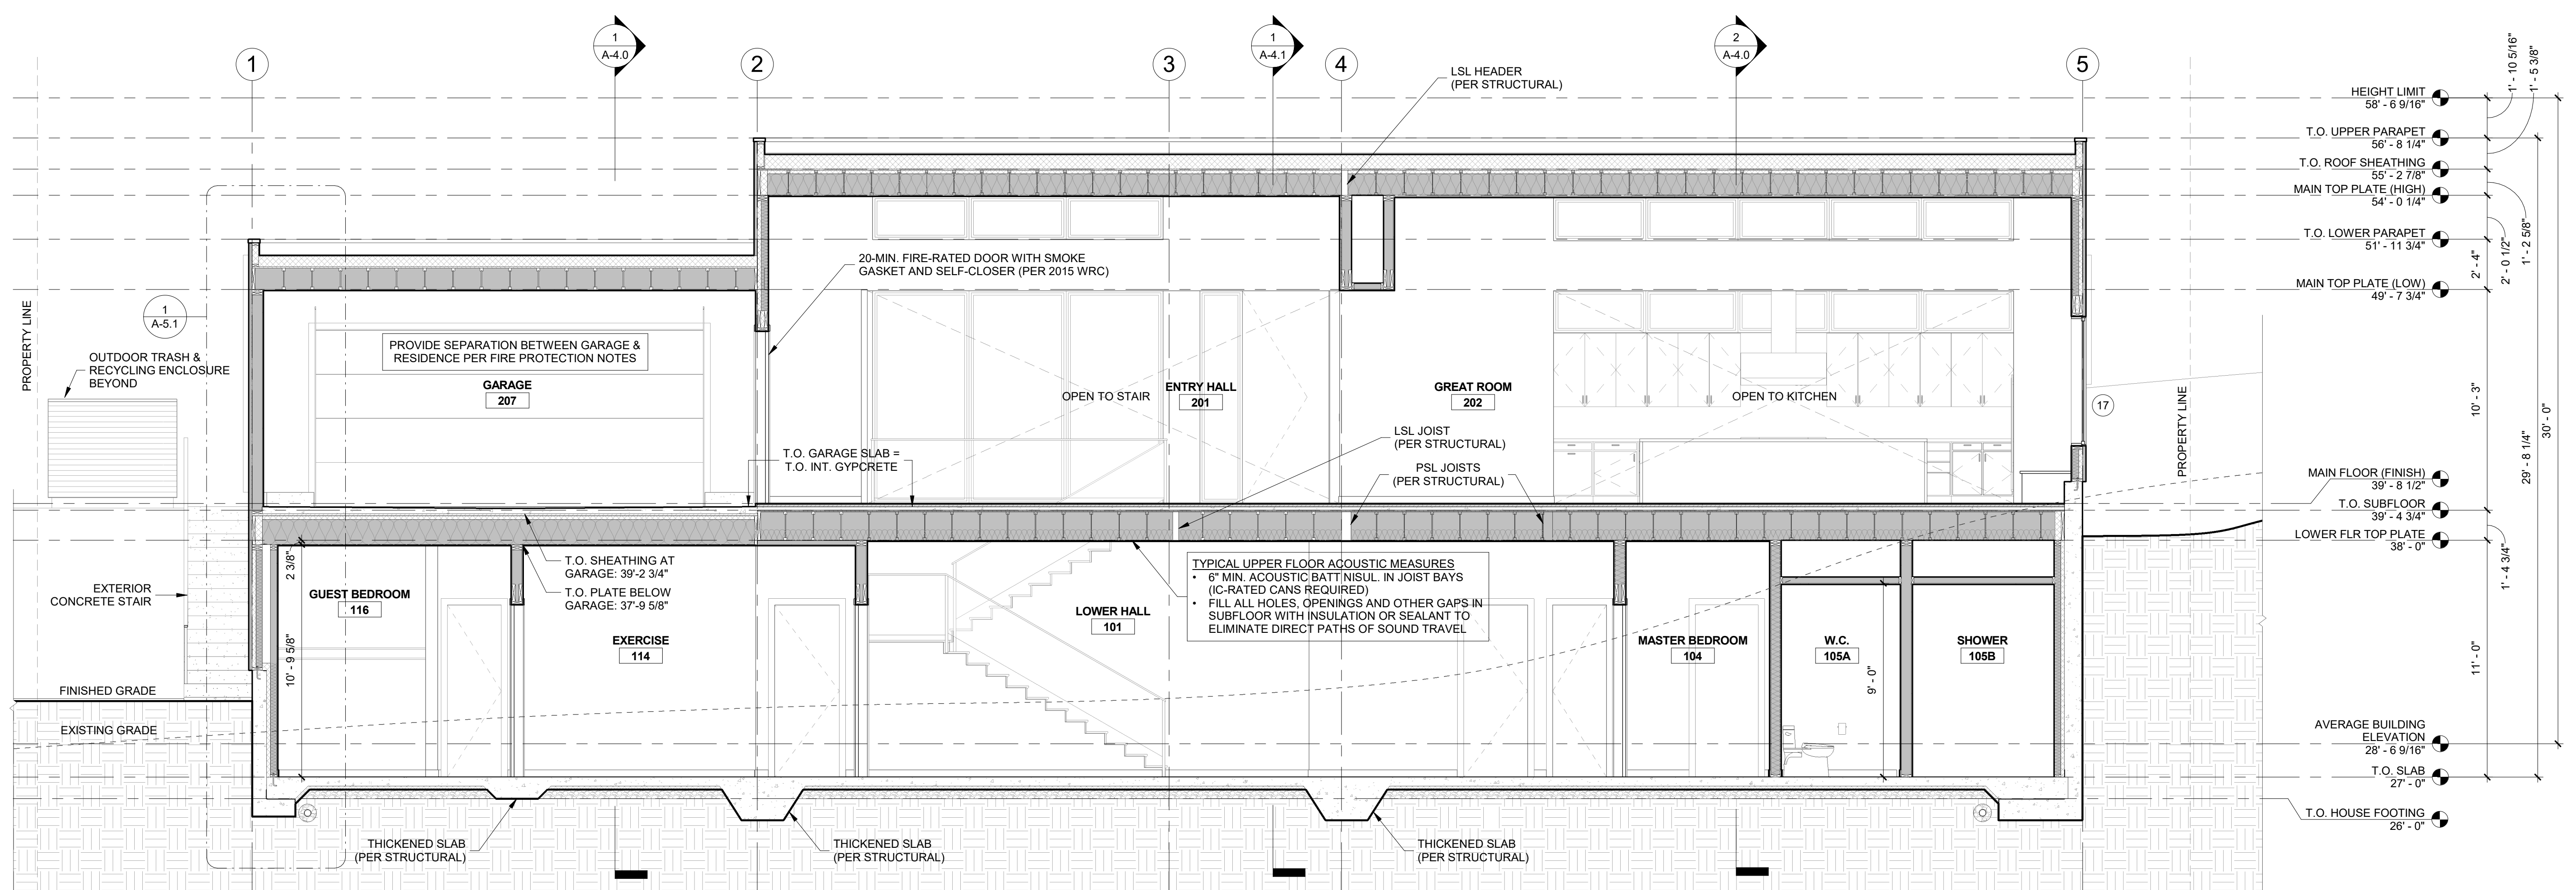 1
A-4.0
1
A-4.1
2
A-4.0
1
2
3
4
5
LSL HEADER
(PER STRUCTURAL)
HEIGHT LIMIT
58' - 6 9/16"
T.O. UPPER PARAPET
56' - 8 1/4"
T.O. ROOF SHEATHING
55' - 2 7/8"
MAIN TOP PLATE (HIGH)
54' - 0 1/4"
T.O. LOWER PARAPET
51' - 11 3/4"
MAIN TOP PLATE (LOW)
49' - 7 3/4"
MAIN FLOOR (FINISH)
39' - 8 1/2"
T.O. SUBFLOOR
39' - 4 3/4"
LOWER FLR TOP PLATE
38' - 0"
AVERAGE BUILDING
ELEVATION
28' - 6 9/16"
T.O. SLAB
27' - 0"
T.O. HOUSE FOOTING
26' - 0"
1' - 10 5/16"
1' - 5 3/8"
1' - 2 5/8"
2' - 0 1/2"
2' - 4"
10' - 3"
30' - 0"
29' - 8 1/4"
1' - 4 3/4"
11' - 0"
20-MIN. FIRE-RATED DOOR WITH SMOKE
GASKET AND SELF-CLOSER (PER 2015 WRC)
PROPERTY LINE
1
A-5.1
OUTDOOR TRASH &
RECYCLING ENCLOSURE
BEYOND
PROVIDE SEPARATION BETWEEN GARAGE &
RESIDENCE PER FIRE PROTECTION NOTES
GARAGE
207
OPEN TO STAIR
ENTRY HALL
201
GREAT ROOM
202
OPEN TO KITCHEN
17
PROPERTY LINE
T.O. GARAGE SLAB =
T.O. INT. GYPCRETE
LSL JOIST
(PER STRUCTURAL)
PSL JOISTS
(PER STRUCTURAL)
T.O. SHEATHING AT
GARAGE: 39'-2 3/4"
T.O. PLATE BELOW
GARAGE: 37'-9 5/8"
2 3/8"
10' - 9 5/8"
GUEST BEDROOM
116
EXERCISE
114
LOWER HALL
101
TYPICAL UPPER FLOOR ACOUSTIC MEASURES
• 6" MIN. ACOUSTIC BATT NISUL. IN JOIST BAYS
(IC-RATED CANS REQUIRED)
• FILL ALL HOLES, OPENINGS AND OTHER GAPS IN
SUBFLOOR WITH INSULATION OR SEALANT TO
ELIMINATE DIRECT PATHS OF SOUND TRAVEL
MASTER BEDROOM
104
W.C.
105A
SHOWER
105B
9' - 0"
EXTERIOR
CONCRETE STAIR
FINISHED GRADE
EXISTING GRADE
THICKENED SLAB
(PER STRUCTURAL)
THICKENED SLAB
(PER STRUCTURAL)
THICKENED SLAB
(PER STRUCTURAL)